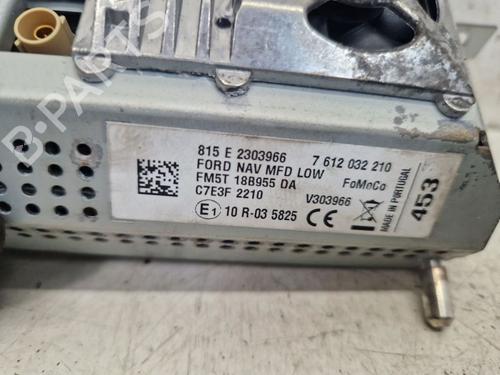 B-PARTS
815 E 2303966 7 612 032 210
FORD NAV MFD LOW
FM5T 18B955 DA FoMoCo
C7E3F 2210 V303966
E1 10 R-03 5825 CE
MADE IN PORTUGAL
453